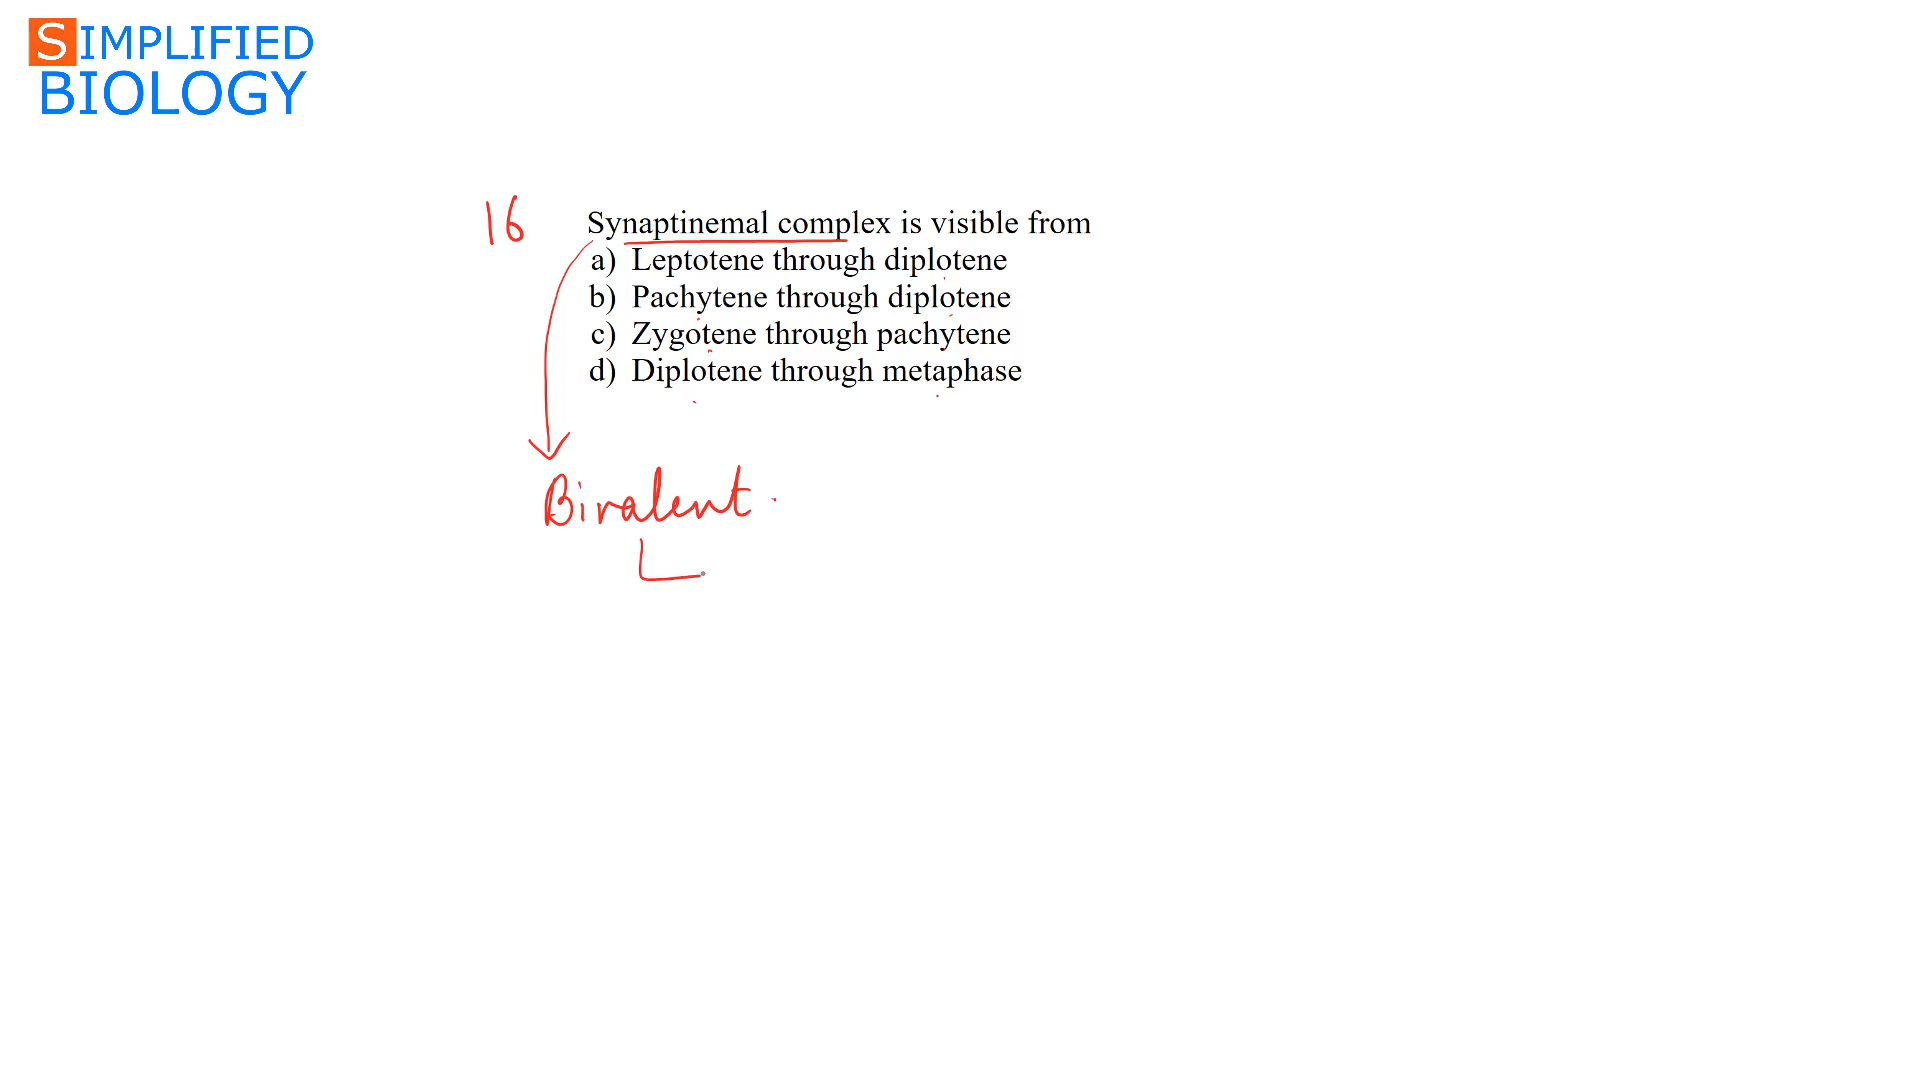 SIMPLIFIED
BIOLOGY
16 Synaptinemal complex is visible from
a) Leptotene through diplotene
b) Pachytene through diplotene
c) Zygotene through pachytene
d) Diplotene through metaphase
Bivalent